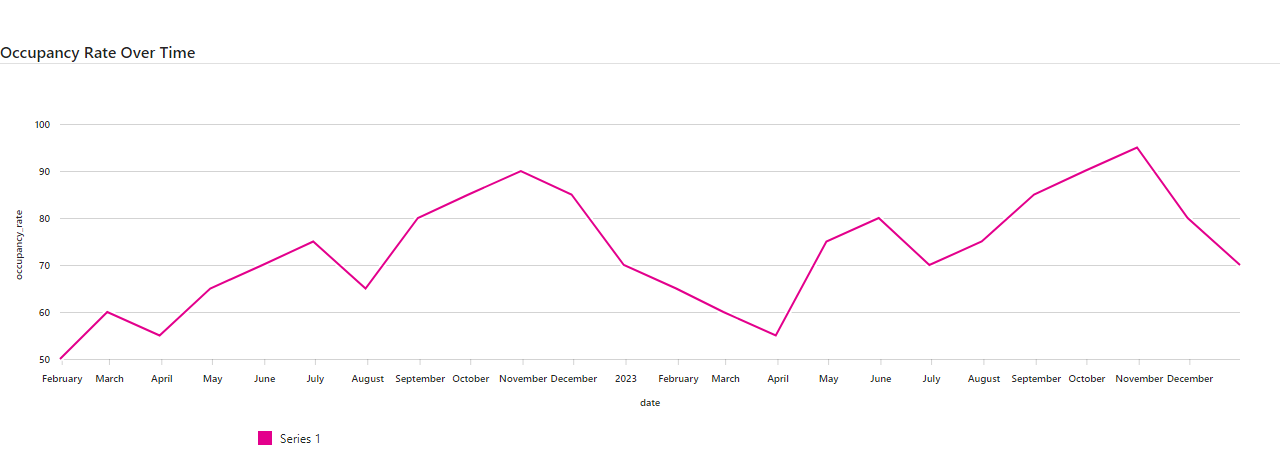 Occupancy Rate Over Time
100
90
80
70
60
50
occupancy_rate
February March April May June July August September October November December 2023 February March April May June July August September October November December
date
Series 1